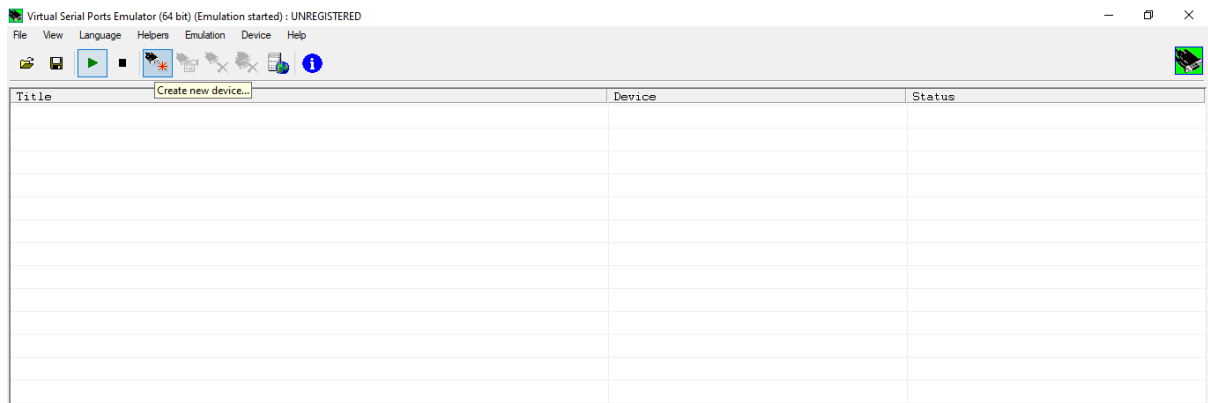 Virtual Serial Ports Emulator (64 bit) (Emulation started) : UNREGISTERED
File View Language Helpers Emulation Device Help
Create new device...
Title Device Status